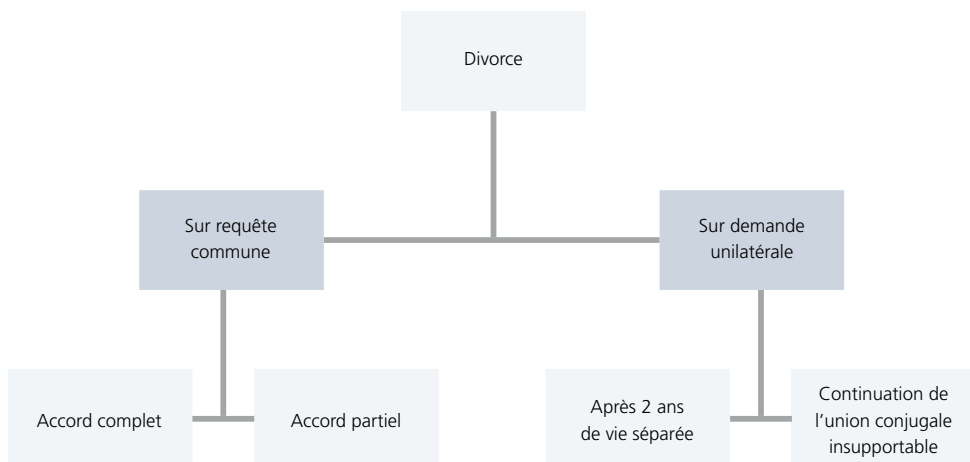 Divorce
Sur requête
commune
Sur demande
unilatérale
Accord complet
Accord partiel
Après 2 ans
de vie séparée
Continuation de
l’union conjugale
insupportable